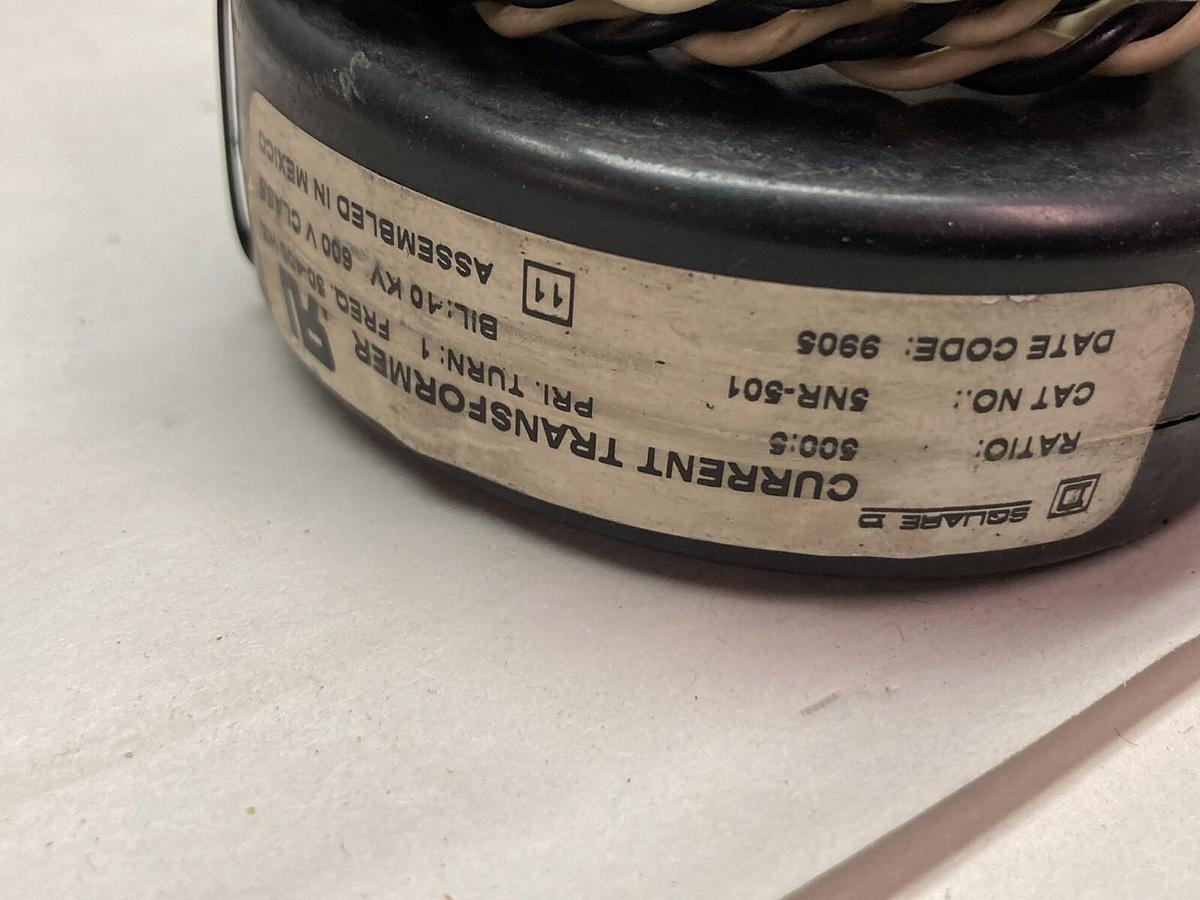 D SQUARE D CURRENT TRANSFORMER
RATIO: 500:5 PRI. TURN: 1 FREQ. 50-400 Hz.
CAT NO.: 5NR-501 BIL: 10 KV 600 V CLASS
DATE CODE: 9905 11 ASSEMBLED IN MEXICO